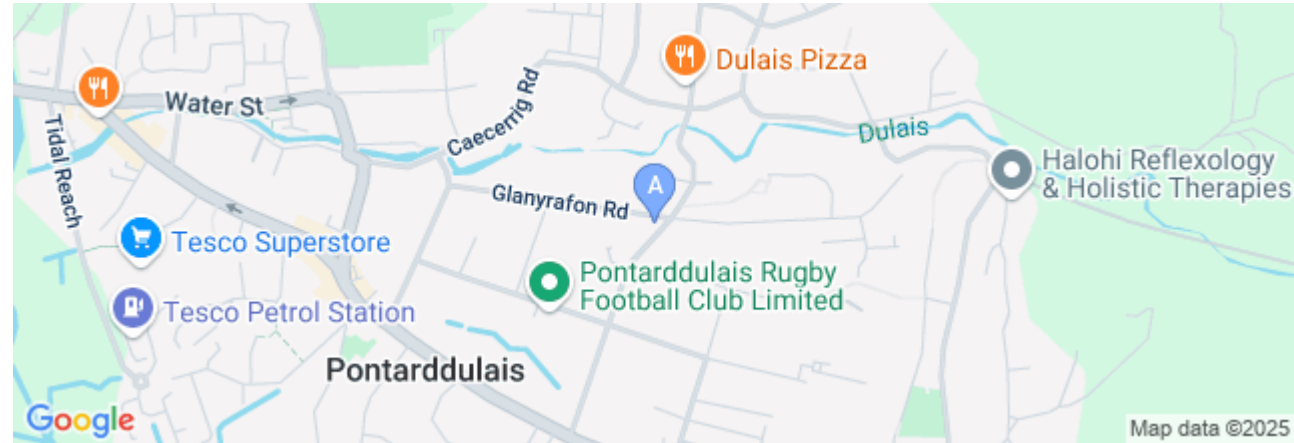 Dulais Pizza
Water St
Caecerrig Rd
Tidal Reach
Dulais
Halohi Reflexology
& Holistic Therapies
Glanyrafon Rd
A
Tesco Superstore
Pontarddulais Rugby
Football Club Limited
Tesco Petrol Station
Pontarddulais
Google
Map data ©2025